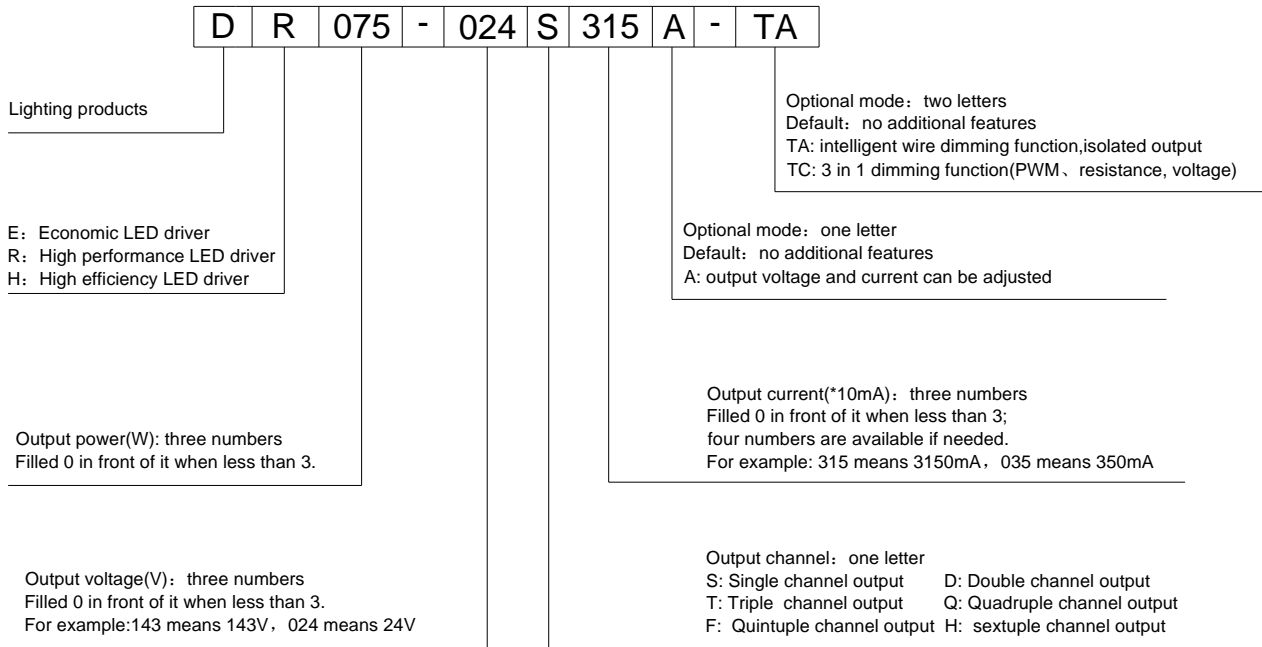 D R 075 - 024 S 315 A - TA
Lighting products
Optional mode：two letters
Default：no additional features
TA: intelligent wire dimming function,isolated output
TC: 3 in 1 dimming function(PWM、resistance, voltage)
E：Economic LED driver
R：High performance LED driver
H：High efficiency LED driver
Optional mode：one letter
Default：no additional features
A: output voltage and current can be adjusted
Output current(*10mA)：three numbers
Filled 0 in front of it when less than 3;
four numbers are available if needed.
For example: 315 means 3150mA，035 means 350mA
Output power(W): three numbers
Filled 0 in front of it when less than 3.
Output voltage(V)：three numbers
Filled 0 in front of it when less than 3.
For example:143 means 143V，024 means 24V
Output channel：one letter
S: Single channel output D: Double channel output
T: Triple channel output Q: Quadruple channel output
F: Quintuple channel output H: sextuple channel output